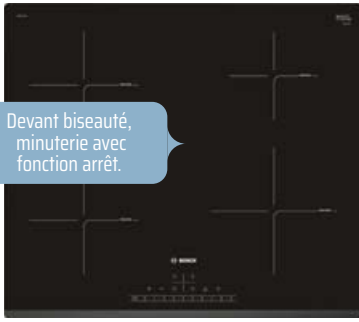 Devant biseauté,
minuterie avec
fonction arrêt.
BOSCH